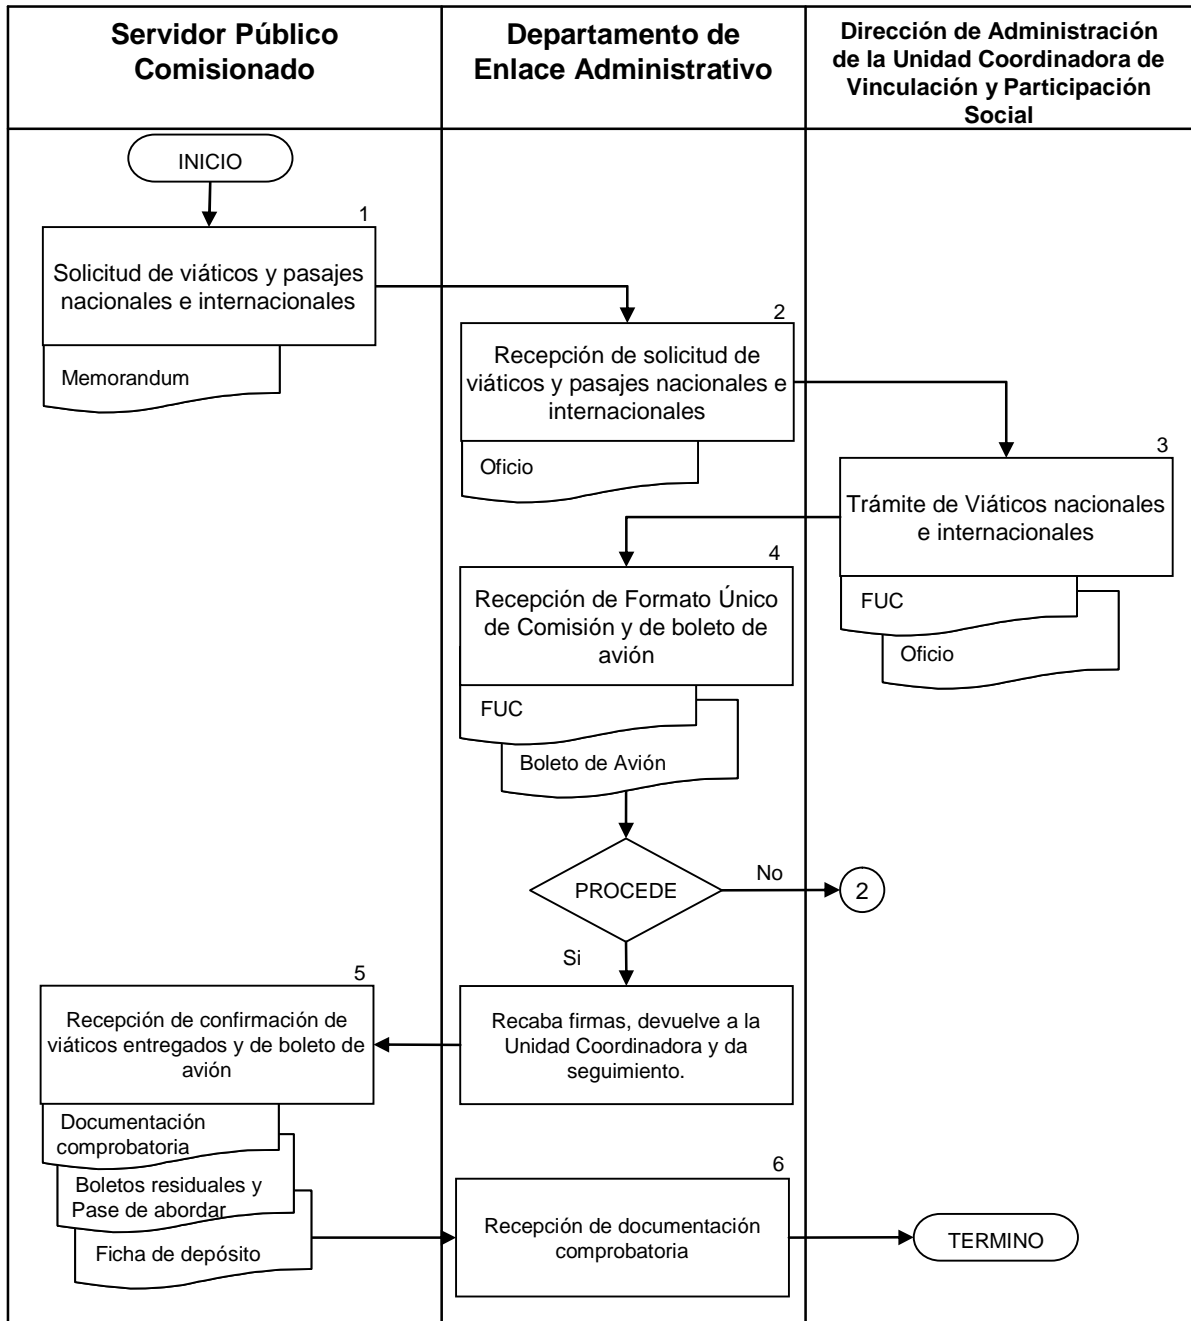 Servidor Público
Comisionado
Departamento de
Enlace Administrativo
Dirección de Administración
de la Unidad Coordinadora de
Vinculación y Participación
Social
INICIO
1
Solicitud de viáticos y pasajes
nacionales e internacionales
Memorandum
2
Recepción de solicitud de
viáticos y pasajes nacionales e
internacionales
Oficio
3
Trámite de Viáticos nacionales
e internacionales
FUC
Oficio
4
Recepción de Formato Único
de Comisión y de boleto de
avión
FUC
Boleto de Avión
PROCEDE
No
2
Si
Recaba firmas, devuelve a la
Unidad Coordinadora y da
seguimiento.
5
Recepción de confirmación de
viáticos entregados y de boleto de
avión
Documentación
comprobatoria
Boletos residuales y
Pase de abordar
Ficha de depósito
6
Recepción de documentación
comprobatoria
TERMINO